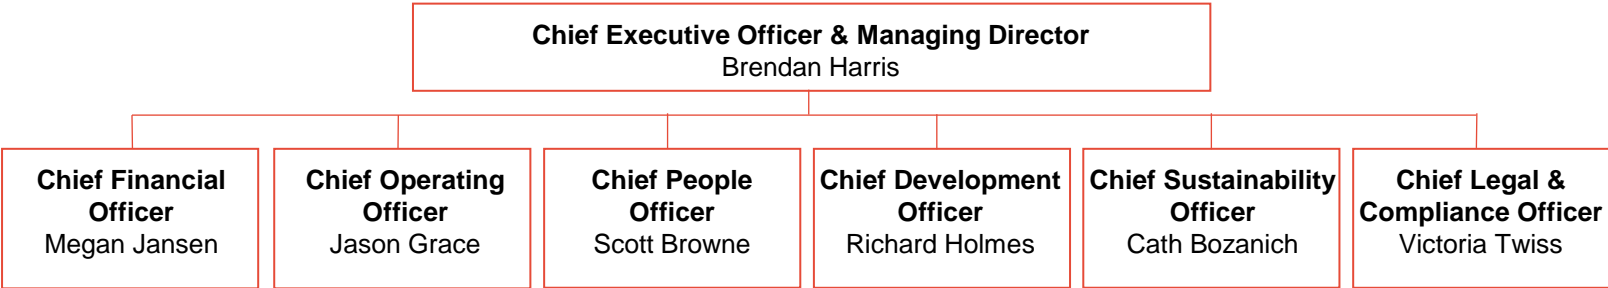 Chief Executive Officer & Managing Director
Brendan Harris
Chief Financial
Officer
Megan Jansen
Chief Operating
Officer
Jason Grace
Chief People
Officer
Scott Browne
Chief Development
Officer
Richard Holmes
Chief Sustainability
Officer
Cath Bozanich
Chief Legal &
Compliance Officer
Victoria Twiss